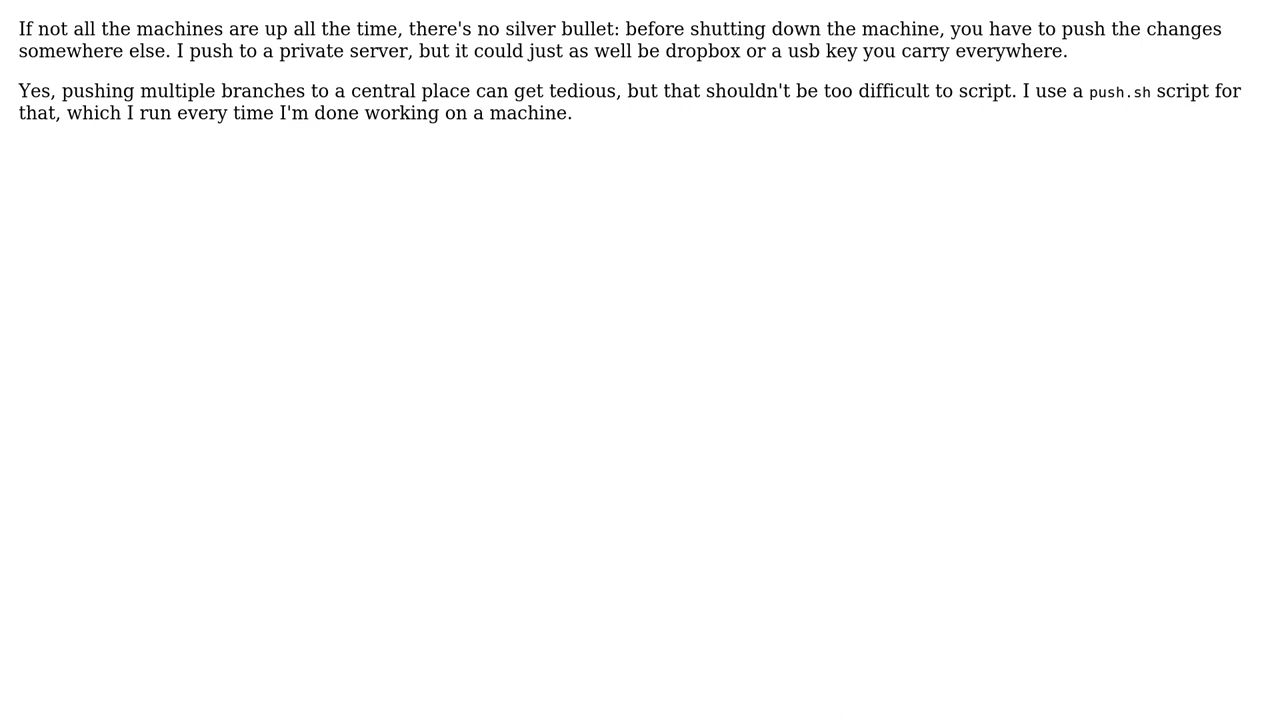 If not all the machines are up all the time, there's no silver bullet: before shutting down the machine, you have to push the changes
somewhere else. I push to a private server, but it could just as well be dropbox or a usb key you carry everywhere.
Yes, pushing multiple branches to a central place can get tedious, but that shouldn't be too difficult to script. I use a push.sh script for
that, which I run every time I'm done working on a machine.